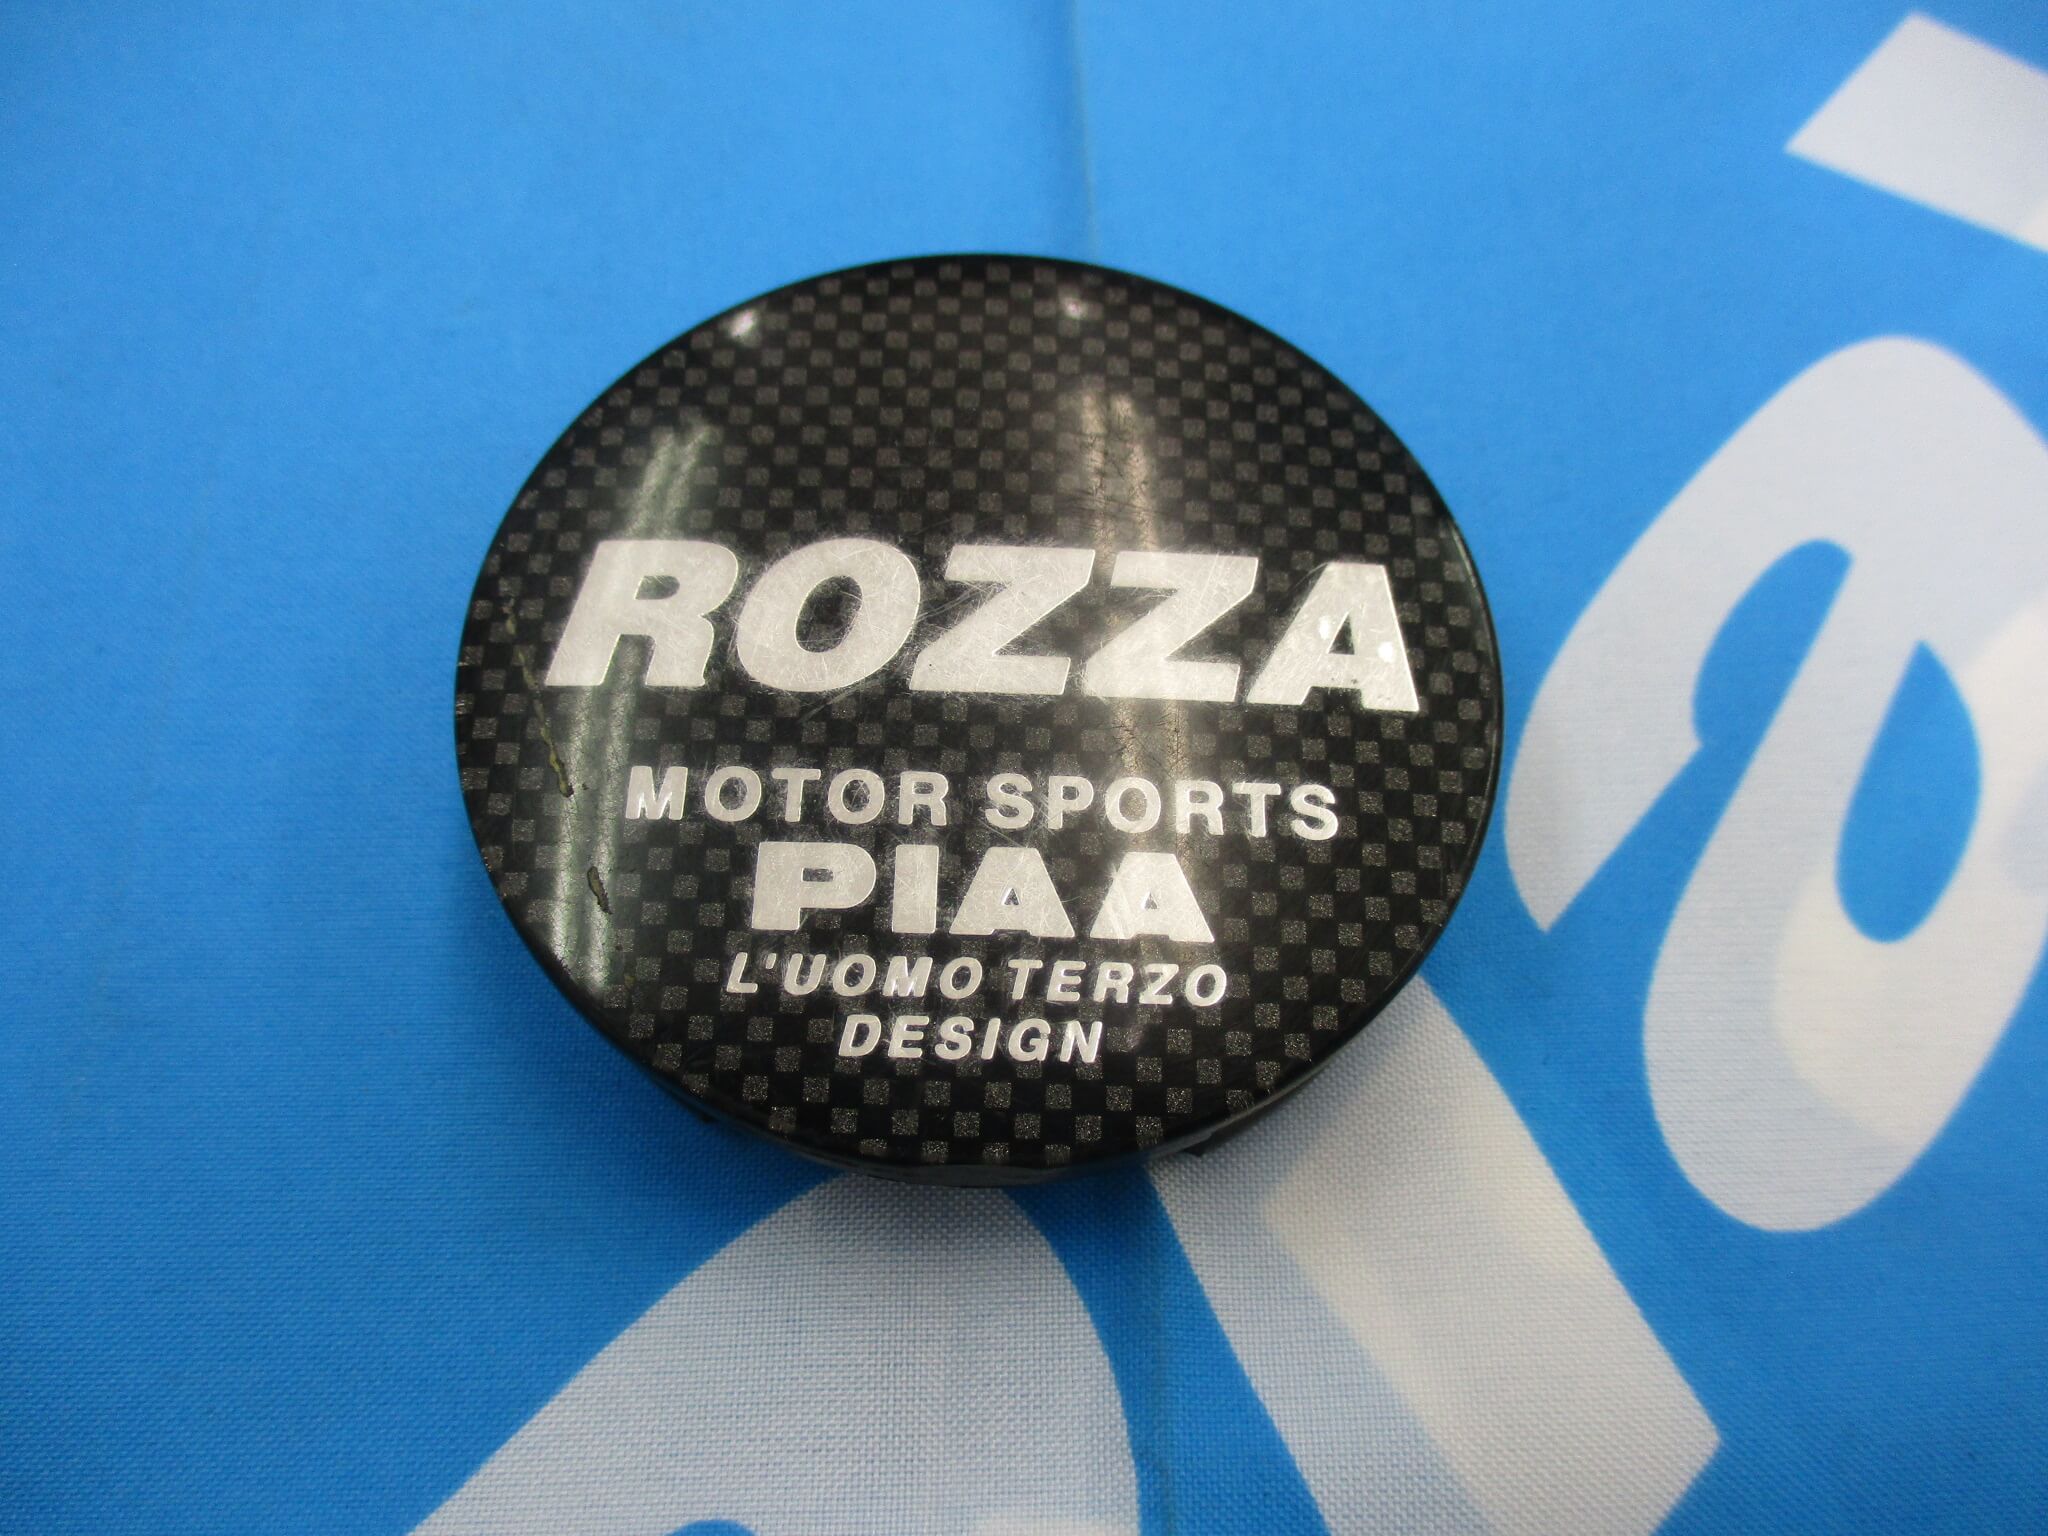 ROZZA
MOTOR SPORTS
PIAA
L'UOMO TERZO
DESIGN